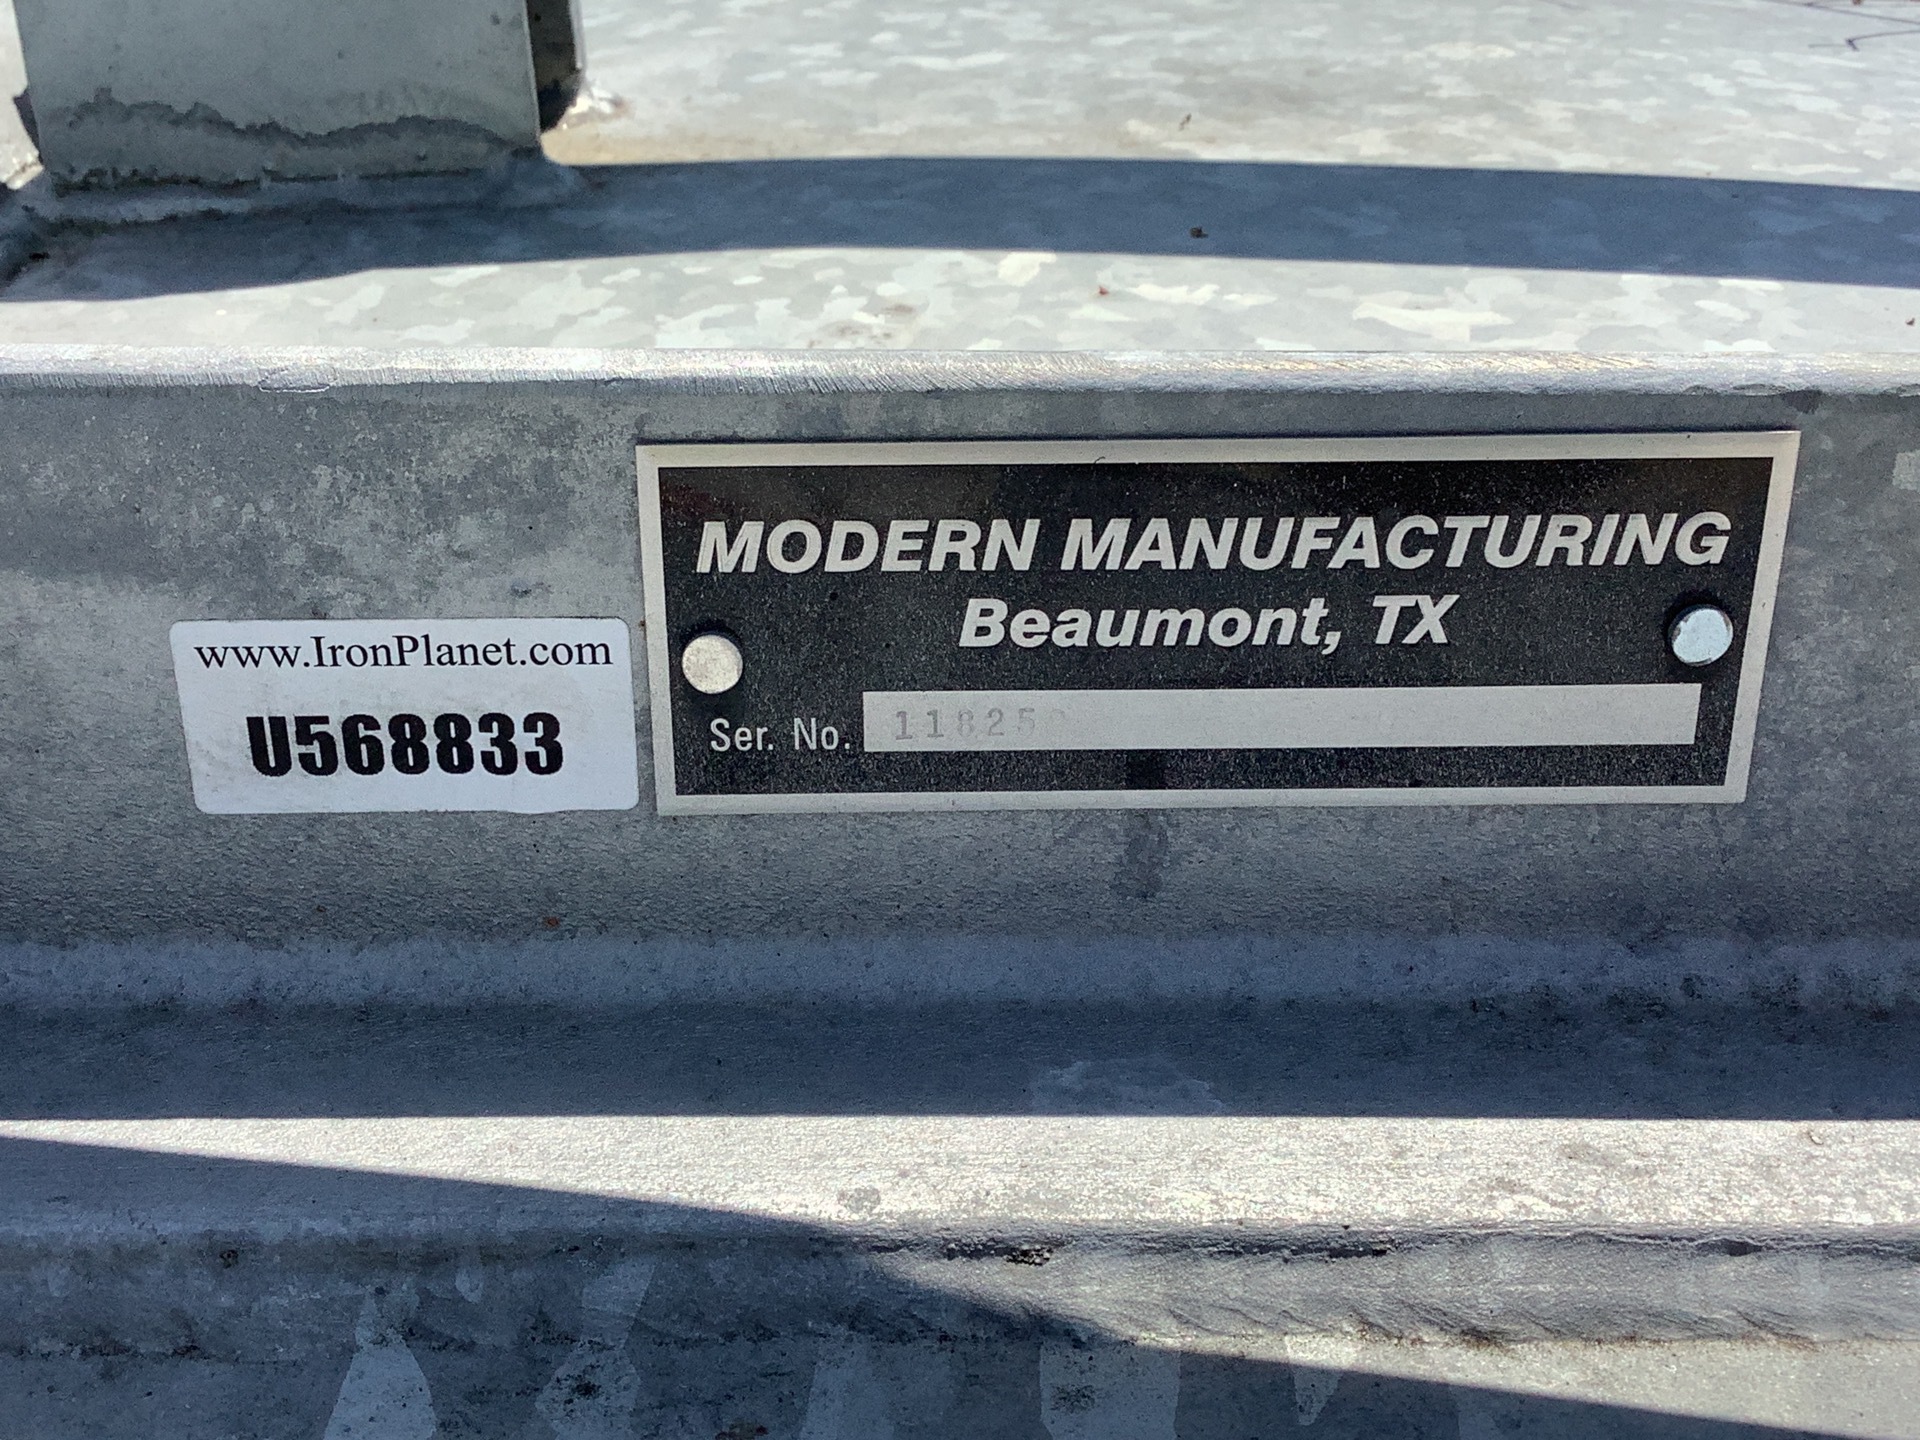 www.IronPlanet.com
U568833
MODERN MANUFACTURING
Beaumont, TX
Ser. No.